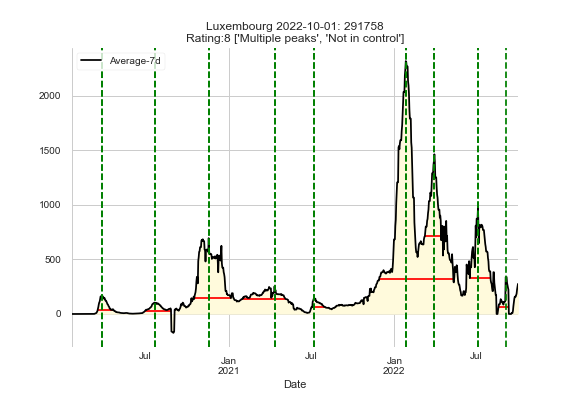 Luxembourg 2022-10-01: 291758
Rating:8 ['Multiple peaks', 'Not in control']
Average-7d
2000
1500
1000
500
0
Jul
Jan
2021
Jul
Jan
2022
Jul
Date